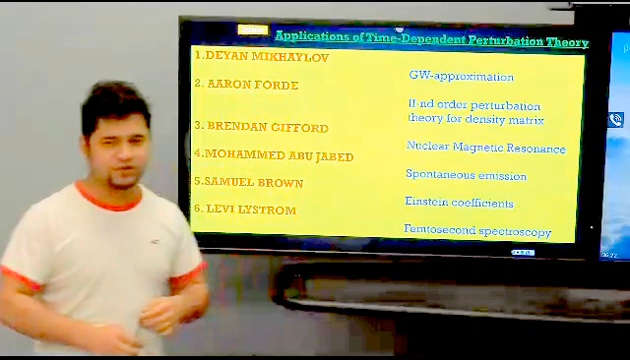 Applications of Time-Dependent Perturbation Theory
1.DEYAN MIKHAYLOV
GW-approximation
2. AARON FORDE
II-nd order perturbation
theory for density matrix
3. BRENDAN GIFFORD
Nuclear Magnetic Resonance
4.MOHAMMED ABU JABED
Spontaneous emission
5.SAMUEL BROWN
Einstein coefficients
6. LEVI LYSTROM
Femtosecond spectroscopy